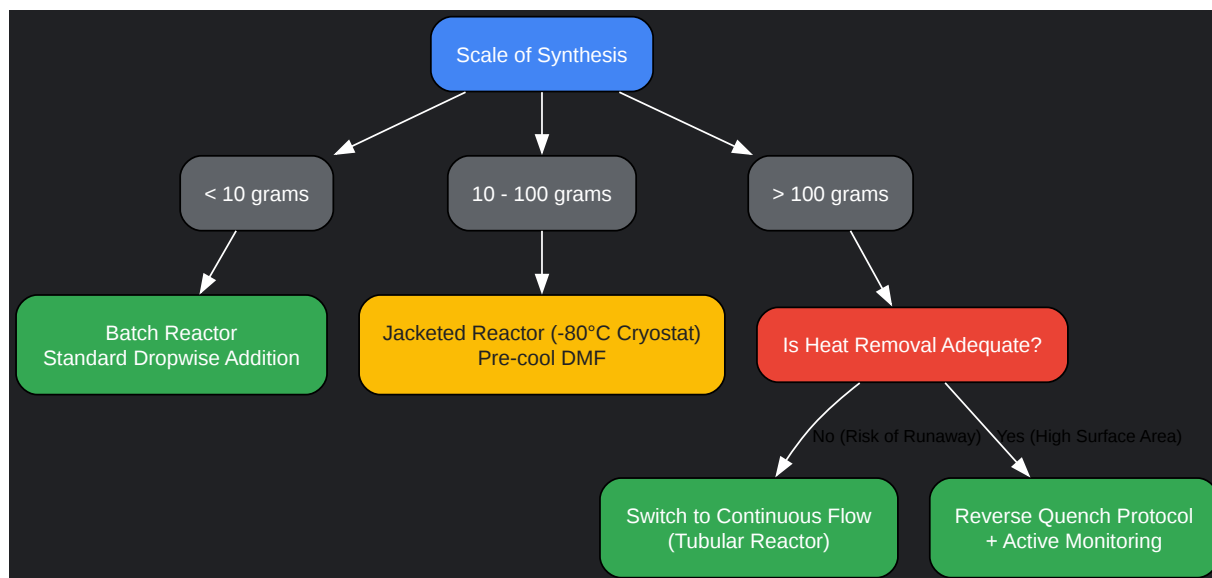 Scale of Synthesis
< 10 grams
10 - 100 grams
> 100 grams
Batch Reactor
Standard Dropwise Addition
Jacketed Reactor (-80°C Cryostat)
Pre-cool DMF
Is Heat Removal Adequate?
No (Risk of Runaway)
Yes (High Surface Area)
Switch to Continuous Flow
(Tubular Reactor)
Reverse Quench Protocol
+ Active Monitoring